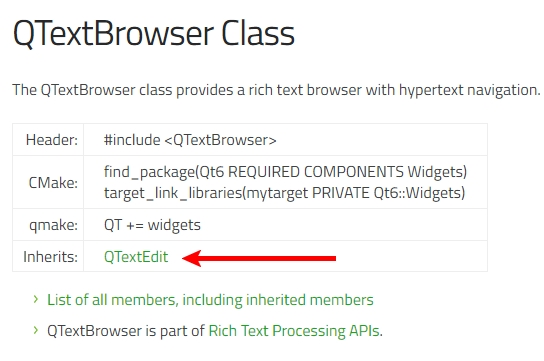 QTextBrowser Class
The QTextBrowser class provides a rich text browser with hypertext navigation.
Header: #include <QTextBrowser>
CMake: find_package(Qt6 REQUIRED COMPONENTS Widgets)
target_link_libraries(mytarget PRIVATE Qt6::Widgets)
qmake: QT += widgets
Inherits: QTextEdit
› List of all members, including inherited members
› QTextBrowser is part of Rich Text Processing APIs.